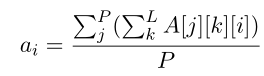 a_i = \frac{\sum_j^P (\sum_k^L A[j][k][i])}{P}